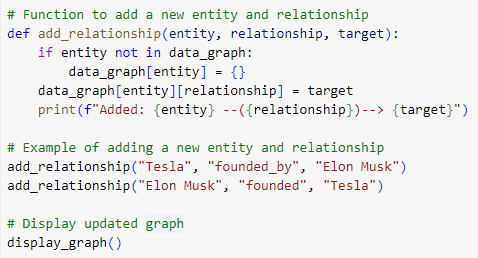 # Function to add a new entity and relationship
def add_relationship(entity, relationship, target):
    if entity not in data_graph:
        data_graph[entity] = {}
    data_graph[entity][relationship] = target
    print(f"Added: {entity} --({relationship})--> {target}")

# Example of adding a new entity and relationship
add_relationship("Tesla", "founded_by", "Elon Musk")
add_relationship("Elon Musk", "founded", "Tesla")

# Display updated graph
display_graph()